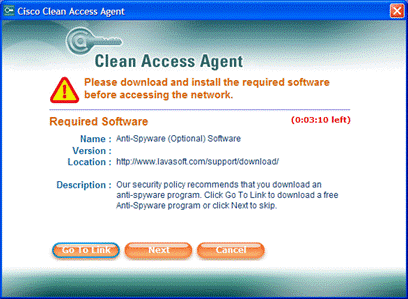 Cisco Clean Access Agent
Clean Access Agent
Please download and install the required software
before accessing the network.
Required Software
(0:03:10 left)
Name : Anti-Spyware (Optional) Software
Version :
Location : http://www.lavasoft.com/support/download/
Description : Our security policy recommends that you download an
anti-spyware program. Click Go To Link to download a free
Anti-Spyware program or click Next to skip.
Go To Link
Next
Cancel